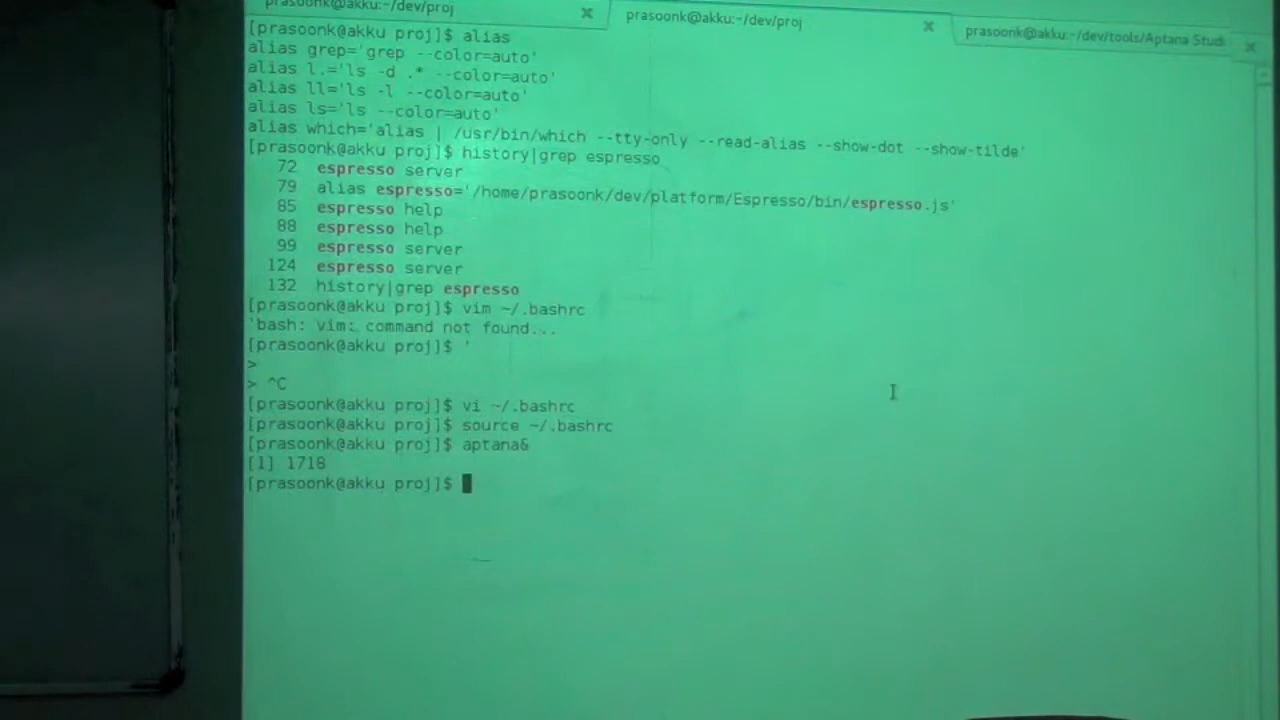 prasoonk@akku:~/dev/proj
prasoonk@akku:~/dev/proj
prasoonk@akku:~/dev/tools/Aptana Studi
[prasoonk@akku proj]$ alias
alias grep='grep --color=auto'
alias l.='ls -d .* --color=auto'
alias ll='ls -l --color=auto'
alias ls='ls --color=auto'
alias which='alias | /usr/bin/which --tty-only --read-alias --show-dot --show-tilde'
[prasoonk@akku proj]$ history|grep espresso
72 espresso server
79 alias espresso='/home/prasoonk/dev/platform/Espresso/bin/espresso.js'
85 espresso help
88 espresso help
99 espresso server
124 espresso server
132 history|grep espresso
[prasoonk@akku proj]$ vim ~/.bashrc
'bash: vim: command not found...
[prasoonk@akku proj]$ '
>
> ^C
[prasoonk@akku proj]$ vi ~/.bashrc
[prasoonk@akku proj]$ source ~/.bashrc
[prasoonk@akku proj]$ aptana&
[1] 1718
[prasoonk@akku proj]$